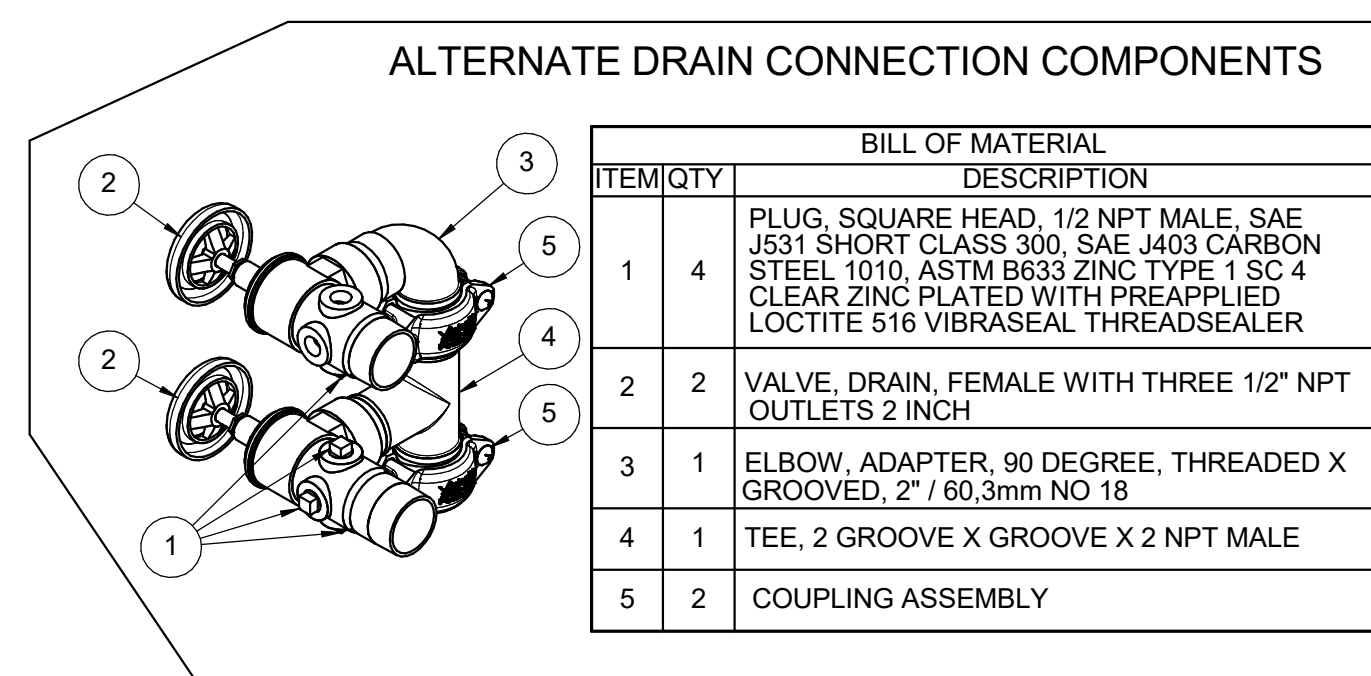 ALTERNATE DRAIN CONNECTION COMPONENTS
2
3
5
4
2
5
1
BILL OF MATERIAL
ITEM QTY DESCRIPTION
1 4 PLUG, SQUARE HEAD, 1/2 NPT MALE, SAE
J531 SHORT CLASS 300, SAE J403 CARBON
STEEL 1010, ASTM B633 ZINC TYPE 1 SC 4
CLEAR ZINC PLATED WITH PREAPPLIED
LOCTITE 516 VIBRASEAL THREADSEALER
2 2 VALVE, DRAIN, FEMALE WITH THREE 1/2" NPT
OUTLETS 2 INCH
3 1 ELBOW, ADAPTER, 90 DEGREE, THREADED X
GROOVED, 2" / 60,3mm NO 18
4 1 TEE, 2 GROOVE X GROOVE X 2 NPT MALE
5 2 COUPLING ASSEMBLY